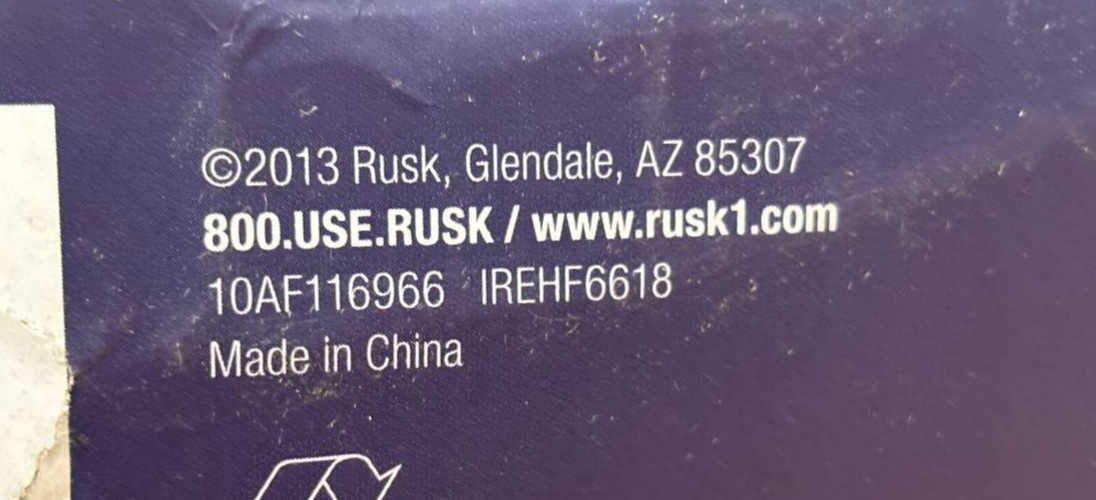 ©2013 Rusk, Glendale, AZ 85307
800.USE.RUSK / www.rusk1.com
10AF116966 IREHF6618
Made in China